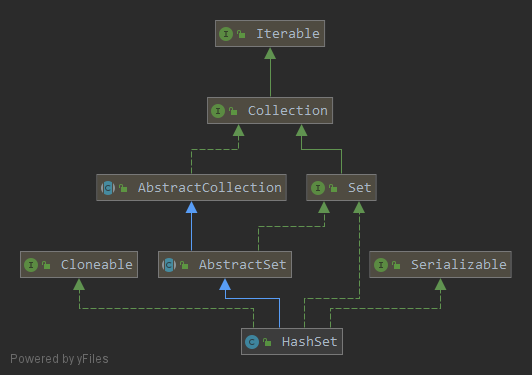 I Iterable
I Collection
C AbstractCollection
I Set
I Cloneable
C AbstractSet
I Serializable
C HashSet
Powered by yFiles